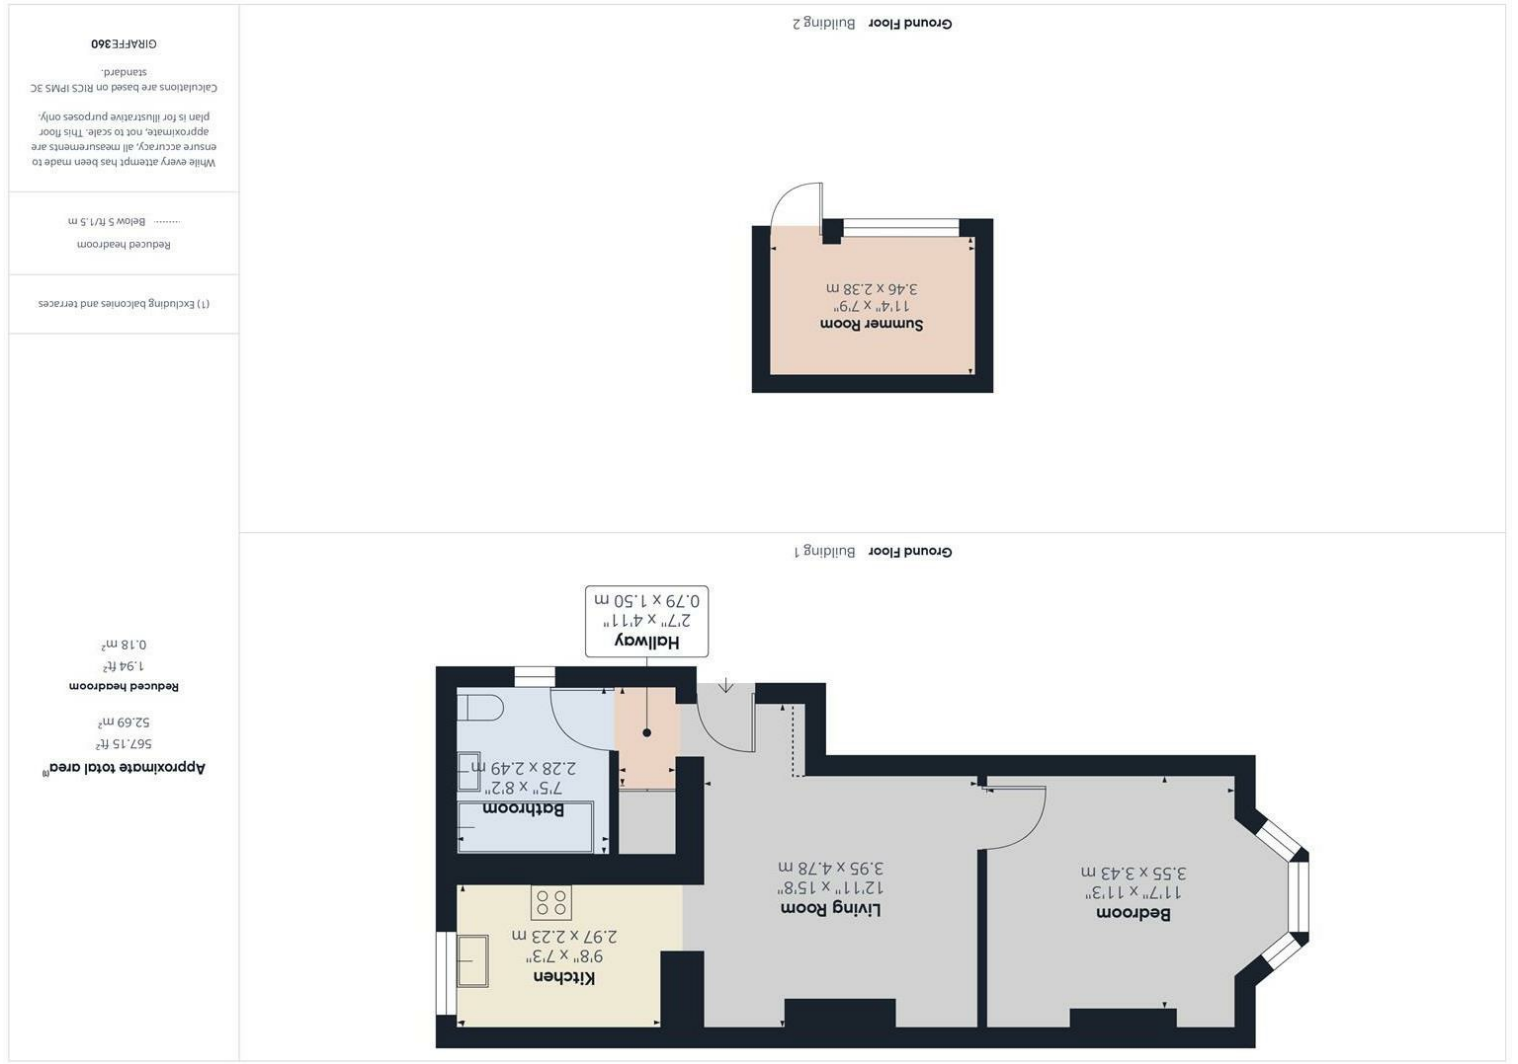 Bedroom
11'7" x 11'3"
3.55 x 3.43 m
Living Room
12'11" x 15'8"
3.95 x 4.78 m
Kitchen
9'8" x 7'3"
2.97 x 2.23 m
Bathroom
7'5" x 8'2"
2.28 x 2.49 m
Hallway
2'7" x 4'11"
0.79 x 1.50 m
Ground Floor Building 1
Summer Room
11'4" x 7'9"
3.46 x 2.38 m
Ground Floor Building 2
Approximate total area(1)
567.15 ft²
52.69 m²
Reduced headroom
1.94 ft²
0.18 m²
(1) Excluding balconies and terraces
Reduced headroom
Below 5 ft/1.5 m
While every attempt has been made to
ensure accuracy, all measurements are
approximate, not to scale. This floor
plan is for illustrative purposes only.
Calculations are based on RICS IPMS 3C
standard.
GIRAFFE360